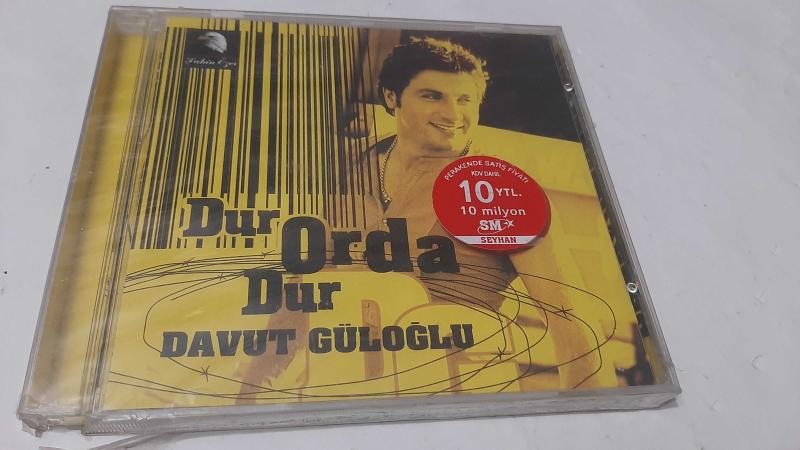 Şahin Özer
Dur
Orda
Dur
DAVUT GÜLOĞLU
PERAKENDE SATIŞ FİYATI
KDV DAHİL
10 YTL.
10 milyon
SM
SEYHAN